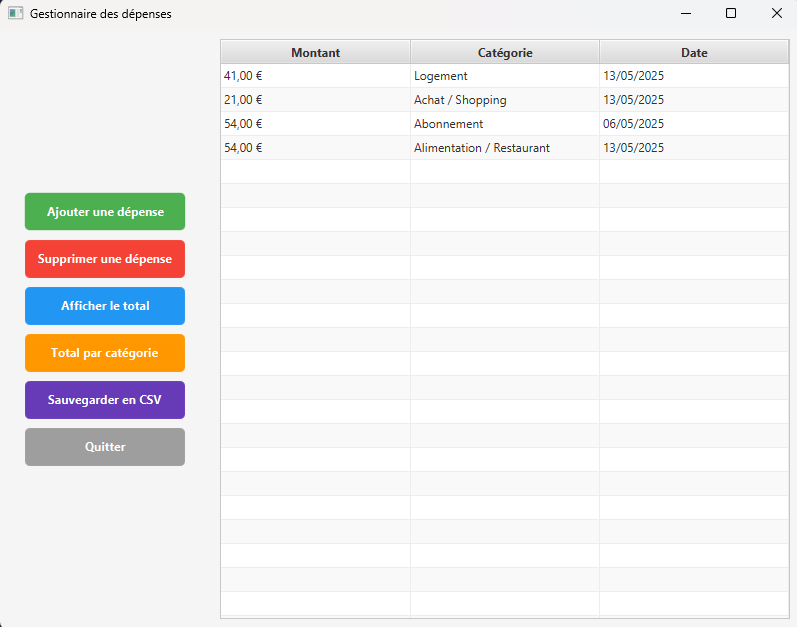 Gestionnaire des dépenses
Montant Catégorie Date
41,00 € Logement 13/05/2025
21,00 € Achat / Shopping 13/05/2025
54,00 € Abonnement 06/05/2025
54,00 € Alimentation / Restaurant 13/05/2025
Ajouter une dépense
Supprimer une dépense
Afficher le total
Total par catégorie
Sauvegarder en CSV
Quitter